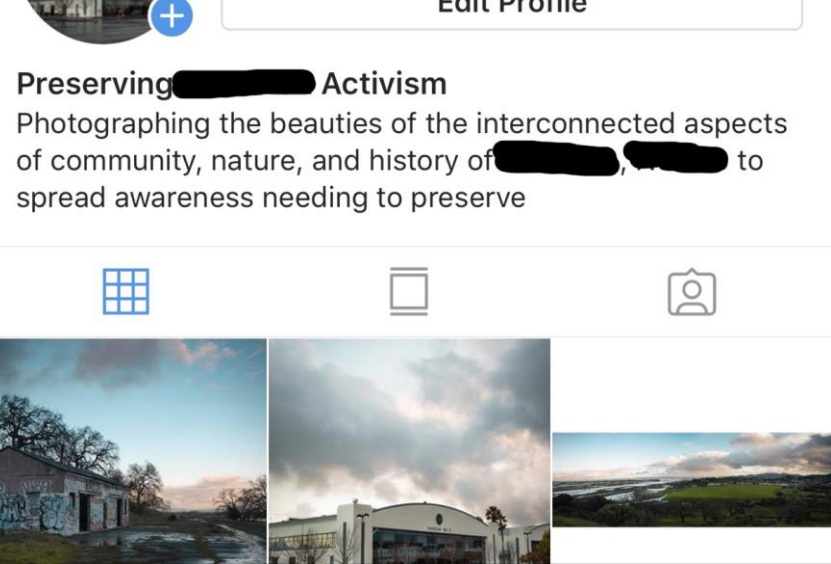 Edit Profile
Preserving Activism
Photographing the beauties of the interconnected aspects
of community, nature, and history of , to
spread awareness needing to preserve